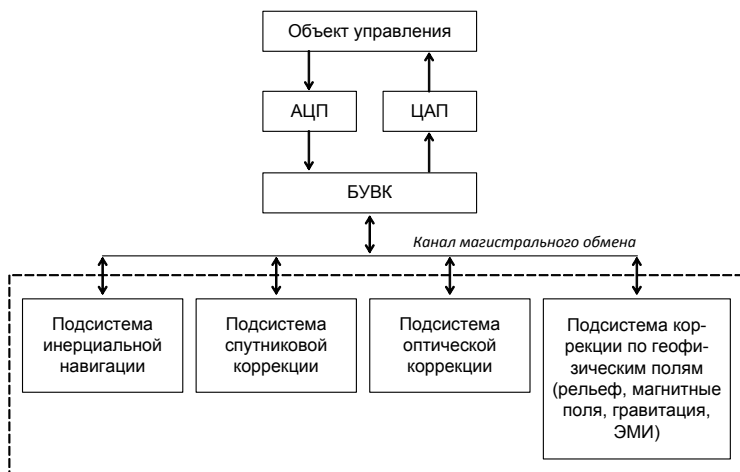 Объект управления
АЦП
ЦАП
БУВК
Канал магистрального обмена
Подсистема
инерциальной
навигации
Подсистема
спутниковой
коррекции
Подсистема
оптической
коррекции
Подсистема кор-
рекции по геофи-
зическим полям
(рельеф, магнитные
поля, гравитация,
ЭМИ)